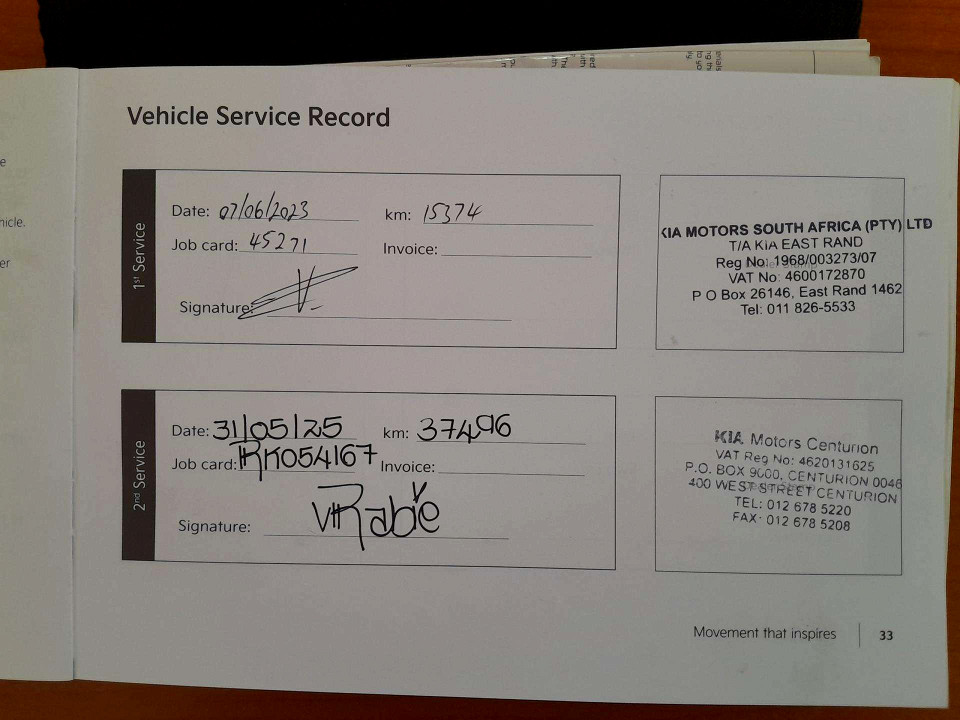 Vehicle Service Record
1st Service
Date: 07/06/2023 km: 15374
Job card: 45271 Invoice:
Signature:
KIA MOTORS SOUTH AFRICA (PTY) LTD
T/A KIA EAST RAND
Reg No: 1968/003273/07
VAT No: 4600172870
P O Box 26146, East Rand 1462
Tel: 011 826-5533
2nd Service
Date: 31/05/25 km: 37496
Job card: RK054167 Invoice:
Signature:
KIA Motors Centurion
VAT Reg No: 4620131625
P.O. BOX 9000, CENTURION 0046
400 WEST STREET CENTURION
TEL: 012 678 5220
FAX: 012 678 5208
Movement that inspires 33
hicle.
er